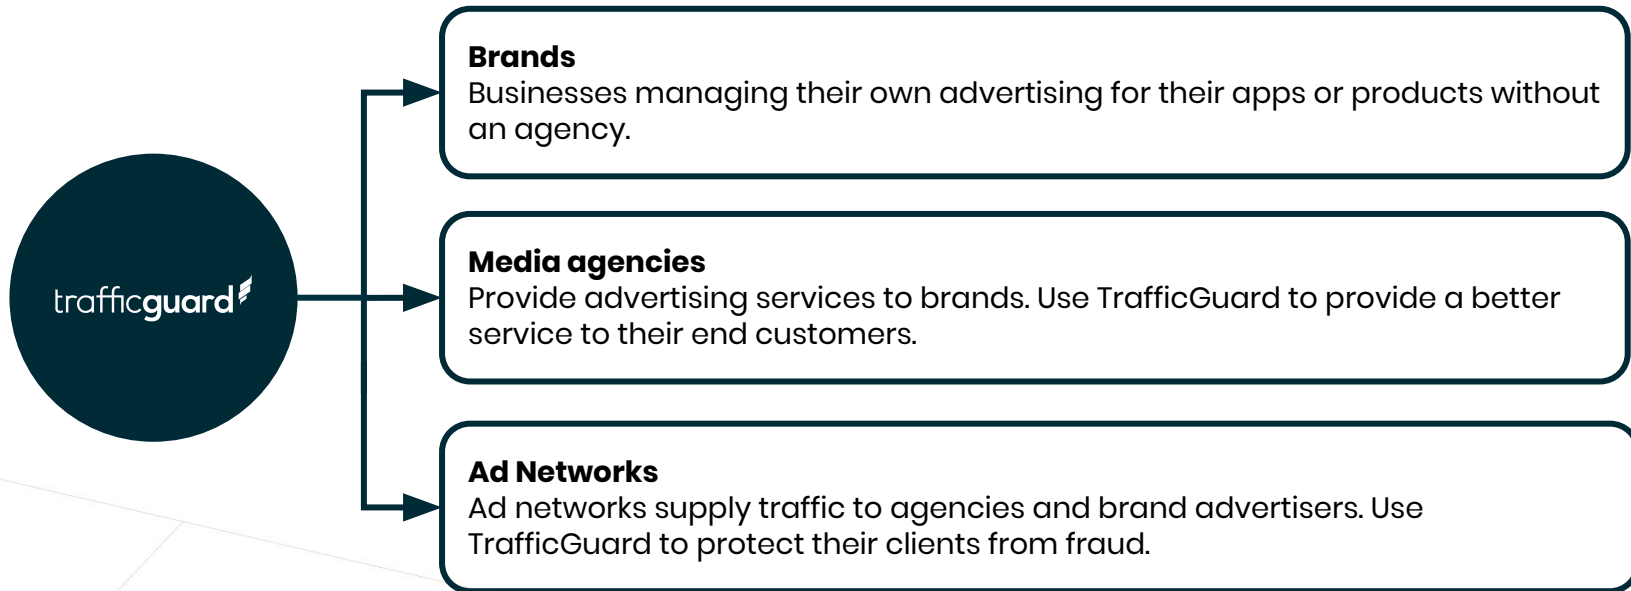 Brands
Businesses managing their own advertising for their apps or products without
an agency.
trafficguard
Media agencies
Provide advertising services to brands. Use TrafficGuard to provide a better
service to their end customers.
Ad Networks
Ad networks supply traffic to agencies and brand advertisers. Use
TrafficGuard to protect their clients from fraud.